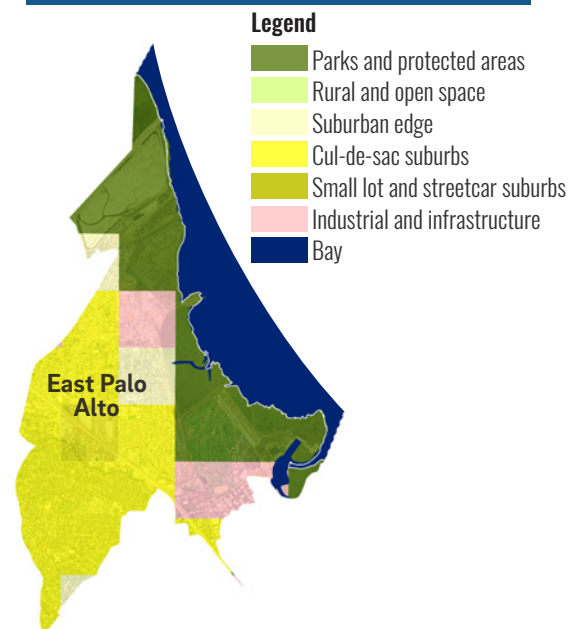 Legend
Parks and protected areas
Rural and open space
Suburban edge
Cul-de-sac suburbs
Small lot and streetcar suburbs
Industrial and infrastructure
Bay
East Palo
Alto